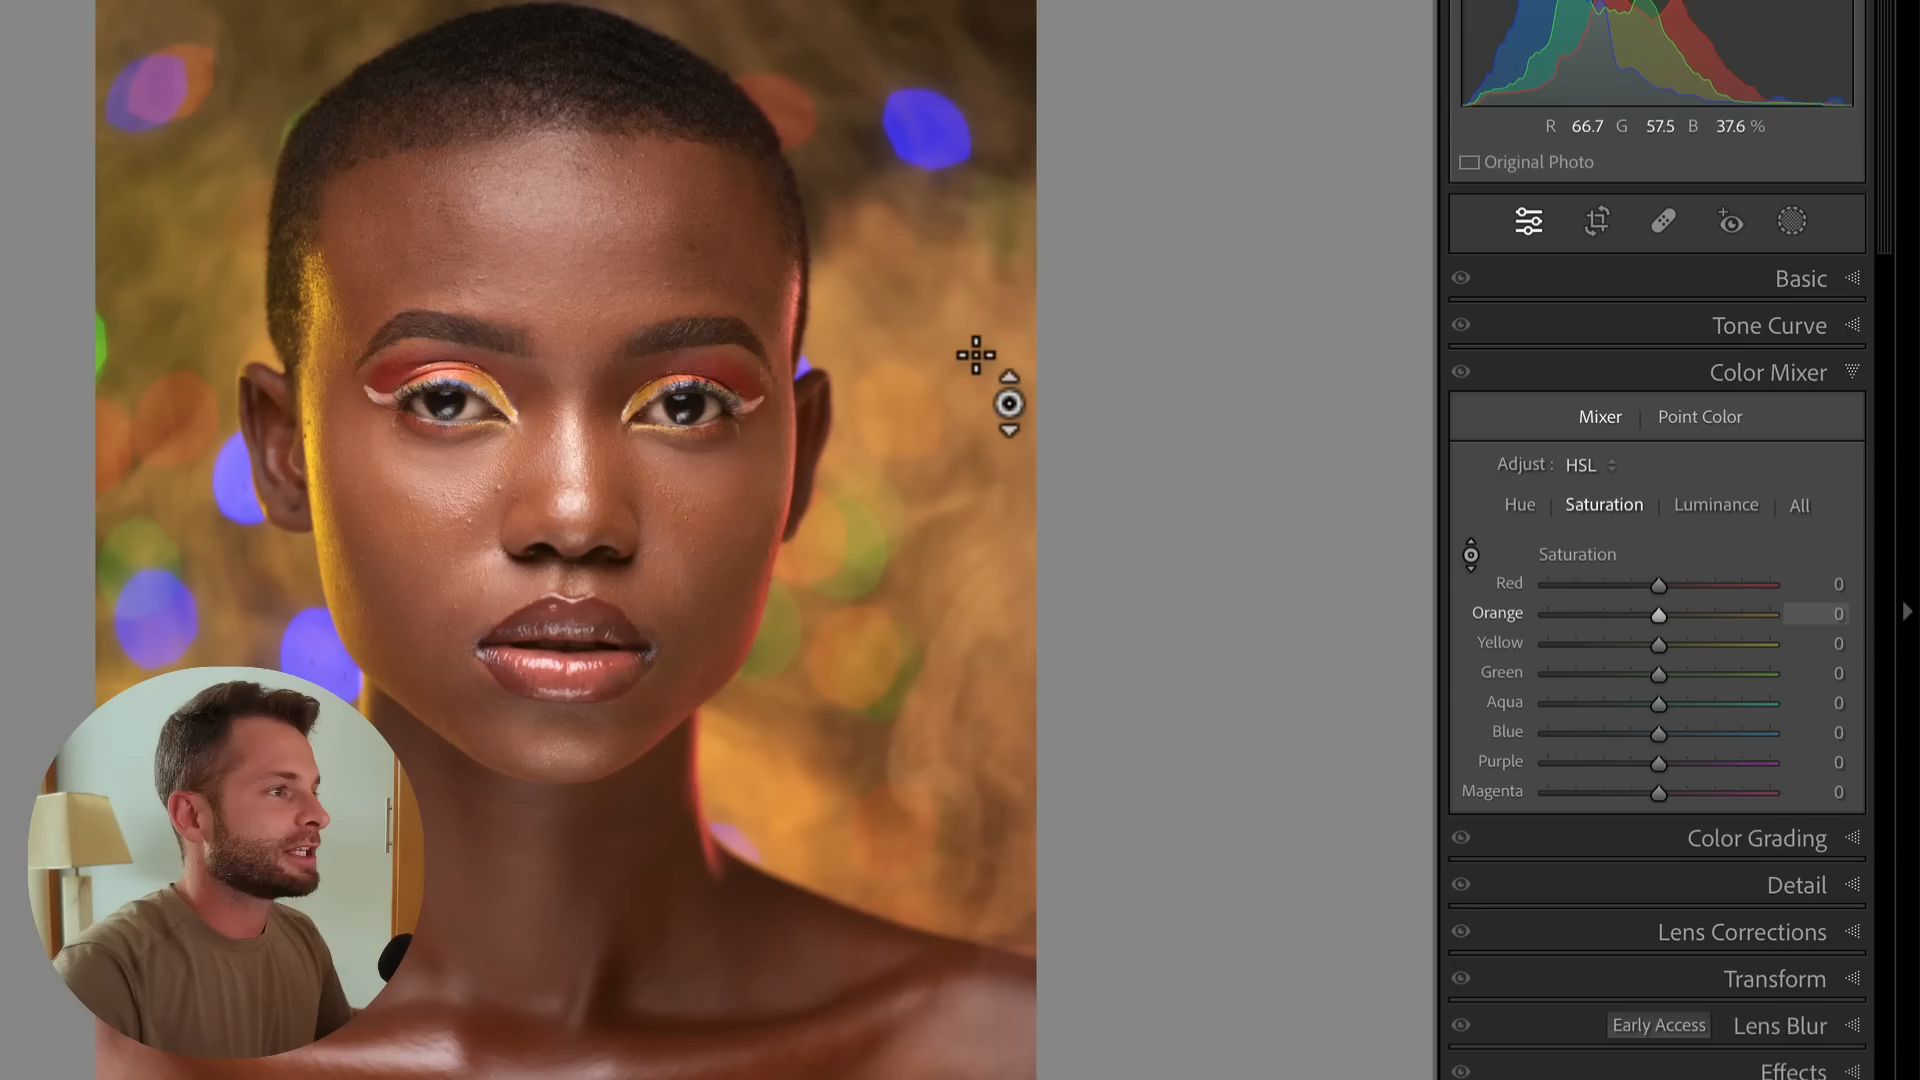 R 66.7 G 57.5 B 37.6 %
Original Photo
Basic
Tone Curve
Color Mixer
Mixer | Point Color
Adjust : HSL
Hue | Saturation | Luminance | All
Saturation
Red 0
Orange 0
Yellow 0
Green 0
Aqua 0
Blue 0
Purple 0
Magenta 0
Color Grading
Detail
Lens Corrections
Transform
Early Access Lens Blur
Effects